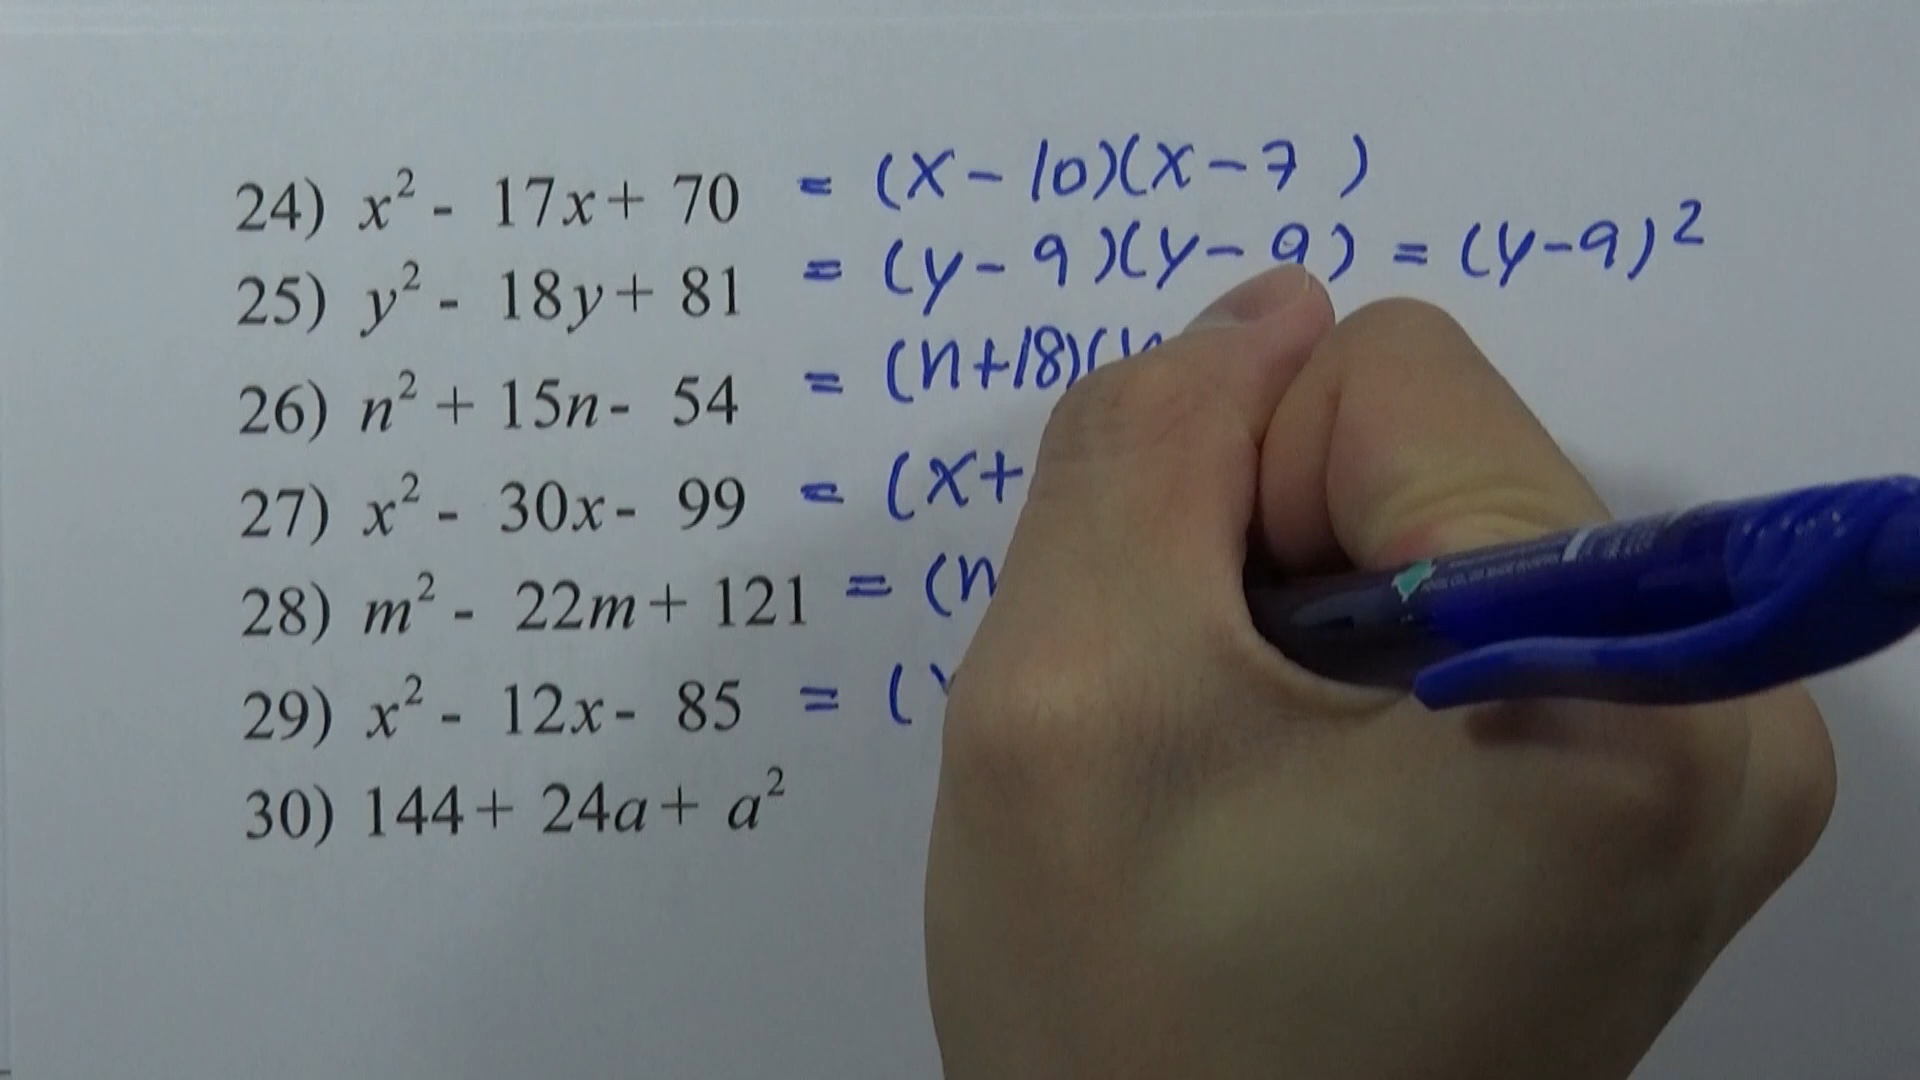 24) x² - 17x + 70 = (x - 10)(x - 7)
25) y² - 18y + 81 = (y - 9)(y - 9) = (y - 9)²
26) n² + 15n - 54 = (n + 18)(
27) x² - 30x - 99 = (x +
28) m² - 22m + 121 = (
29) x² - 12x - 85 = (
30) 144 + 24a + a²